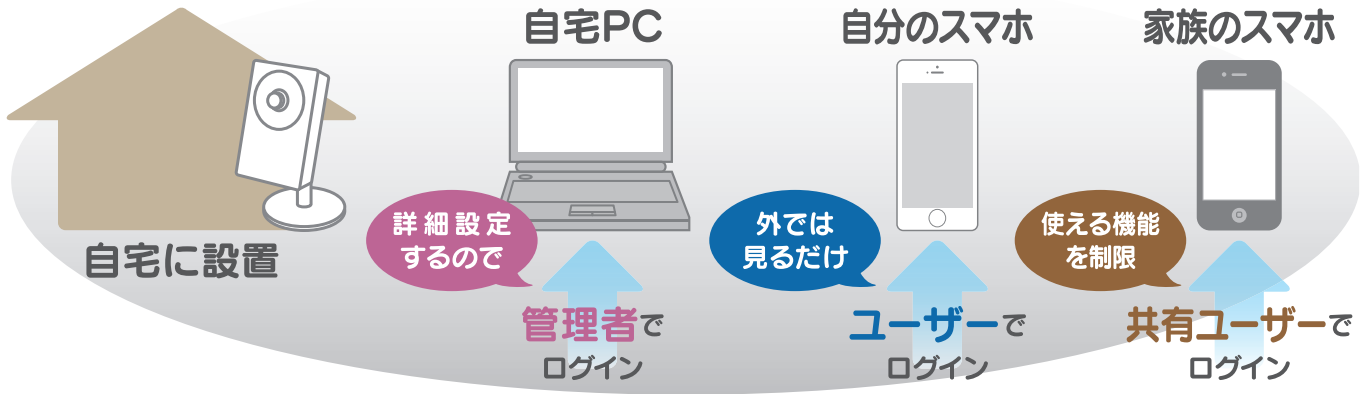 自宅に設置
自宅PC
詳細設定
するので
管理者で
ログイン
自分のスマホ
外では
見るだけ
ユーザーで
ログイン
家族のスマホ
使える機能
を制限
共有ユーザーで
ログイン